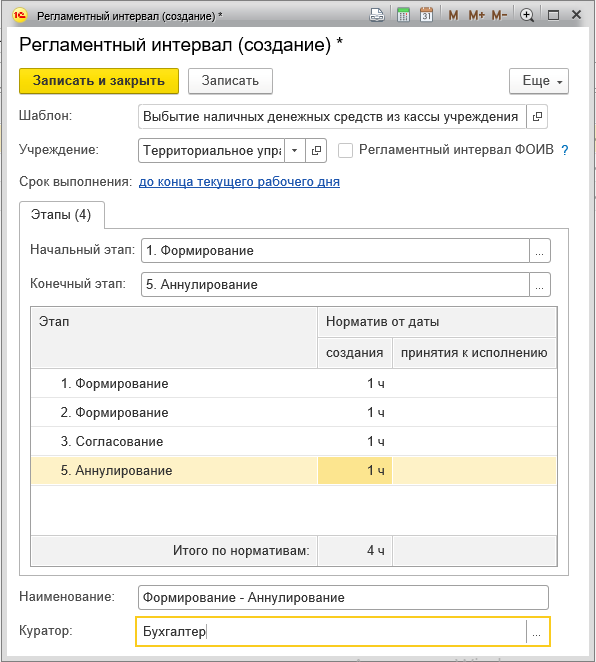 1С Регламентный интервал (создание) * 31 M M+ M-
Регламентный интервал (создание) *
Записать и закрыть Записать Еще
Шаблон: Выбытие наличных денежных средств из кассы учреждения
Учреждение: Территориальное упра Регламентный интервал ФОИВ ?
Срок выполнения: до конца текущего рабочего дня
Этапы (4)
Начальный этап: 1. Формирование ...
Конечный этап: 5. Аннулирование ...
Этап Норматив от даты
создания принятия к исполнению
1. Формирование 1 ч
2. Формирование 1 ч
3. Согласование 1 ч
5. Аннулирование 1 ч
Итого по нормативам: 4 ч
Наименование: Формирование - Аннулирование
Куратор: Бухгалтер ...